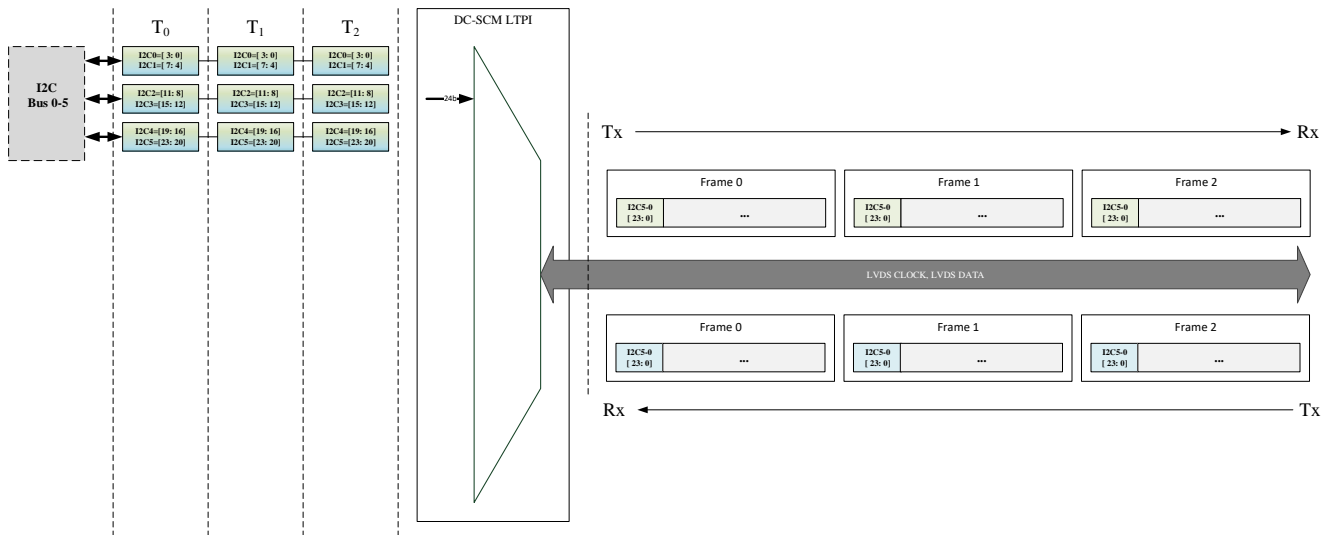 T0
T1
T2
DC-SCM LTPI
I2C
Bus 0-5
I2C0=[ 3: 0]
I2C1=[ 7: 4]
I2C0=[ 3: 0]
I2C1=[ 7: 4]
I2C0=[ 3: 0]
I2C1=[ 7: 4]
I2C2=[11: 8]
I2C3=[15: 12]
I2C2=[11: 8]
I2C3=[15: 12]
I2C2=[11: 8]
I2C3=[15: 12]
I2C4=[19: 16]
I2C5=[23: 20]
I2C4=[19: 16]
I2C5=[23: 20]
I2C4=[19: 16]
I2C5=[23: 20]
24b
Tx
Rx
Frame 0
I2C5-0
[ 23: 0]
...
Frame 1
I2C5-0
[ 23: 0]
...
Frame 2
I2C5-0
[ 23: 0]
...
LVDS CLOCK, LVDS DATA
Frame 0
I2C5-0
[ 23: 0]
...
Frame 1
I2C5-0
[ 23: 0]
...
Frame 2
I2C5-0
[ 23: 0]
...
Rx
Tx